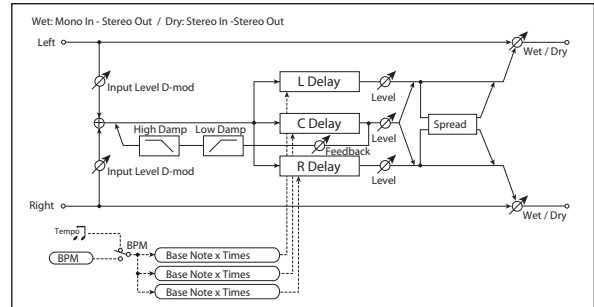 Wet: Mono In - Stereo Out / Dry: Stereo In -Stereo Out
Left
Wet / Dry
Input Level D-mod
L Delay
Level
High Damp
Low Damp
C Delay
Level
Spread
Feedback
Input Level D-mod
R Delay
Level
Right
Wet / Dry
Tempo
BPM
BPM
Base Note x Times
Base Note x Times
Base Note x Times